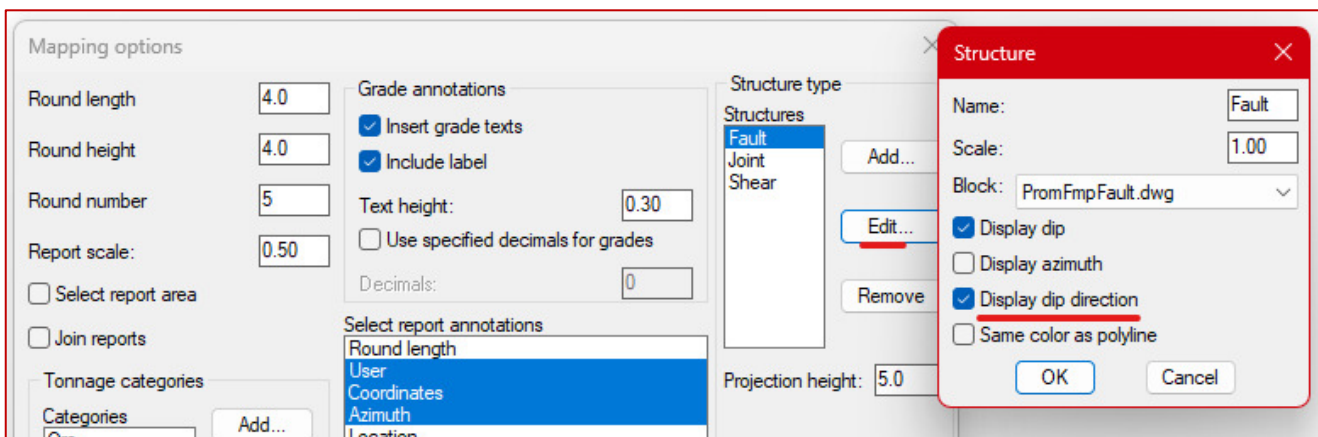 Mapping options
Round length 4.0
Round height 4.0
Round number 5
Report scale: 0.50
Select report area
Join reports
Tonnage categories
Categories
Add...
Grade annotations
Insert grade texts
Include label
Text height: 0.30
Use specified decimals for grades
Decimals: 0
Select report annotations
Round length
User
Coordinates
Azimuth
Location
Structure type
Structures
Fault
Joint
Shear
Add...
Edit...
Remove
Projection height: 5.0
Structure
Name: Fault
Scale: 1.00
Block: PromFmpFault.dwg
Display dip
Display azimuth
Display dip direction
Same color as polyline
OK Cancel